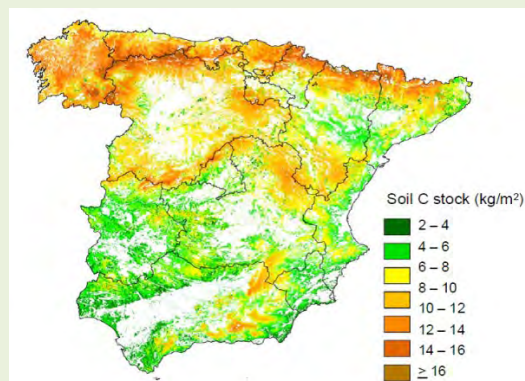 Soil C stock (kg/m²)
2 – 4
4 – 6
6 – 8
8 – 10
10 – 12
12 – 14
14 – 16
≥ 16